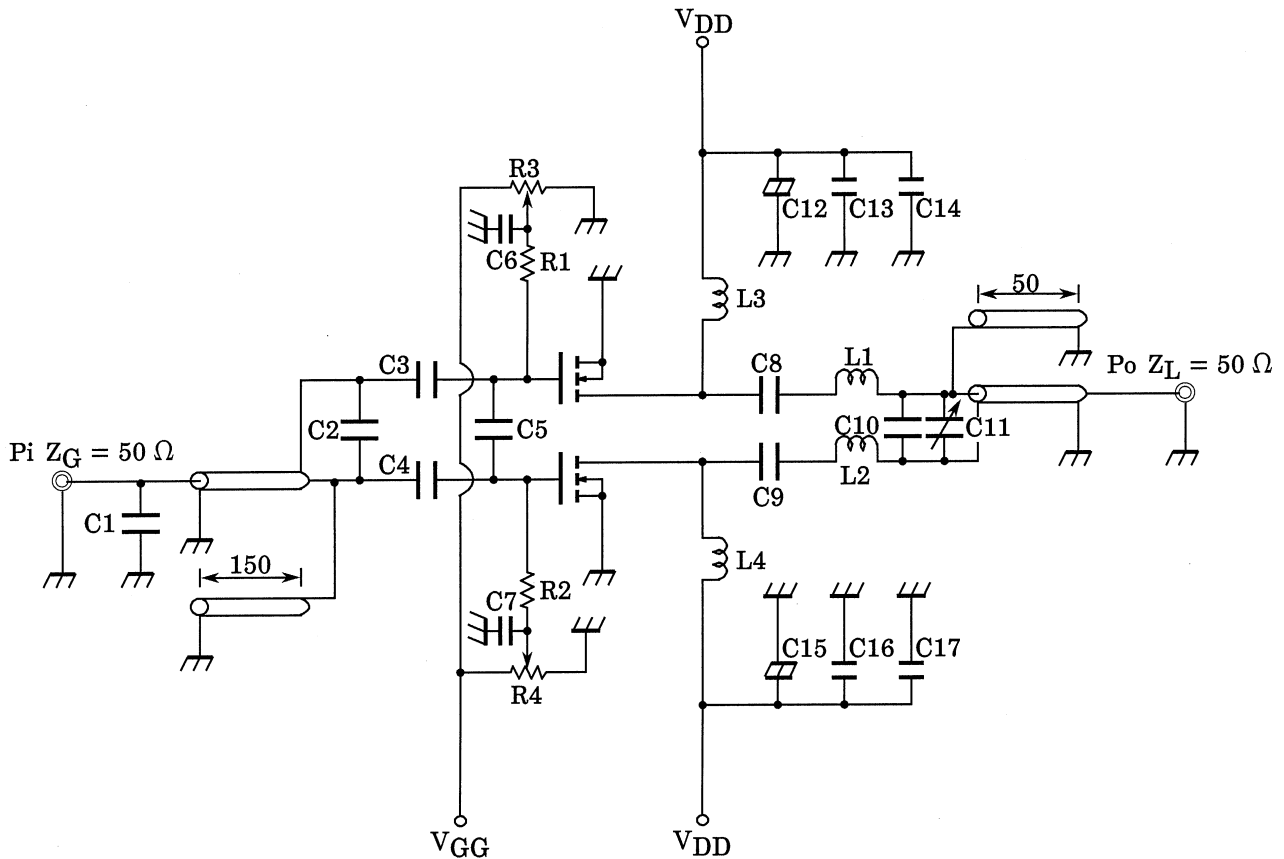 VDD
R3
C6
R1
C12
C13
C14
50
L3
C3
C8
L1
Po ZL = 50 Ω
C2
C5
C10
C11
Pi ZG = 50 Ω
C4
C9
L2
C1
150
R2
L4
C7
R4
C15
C16
C17
VGG
VDD